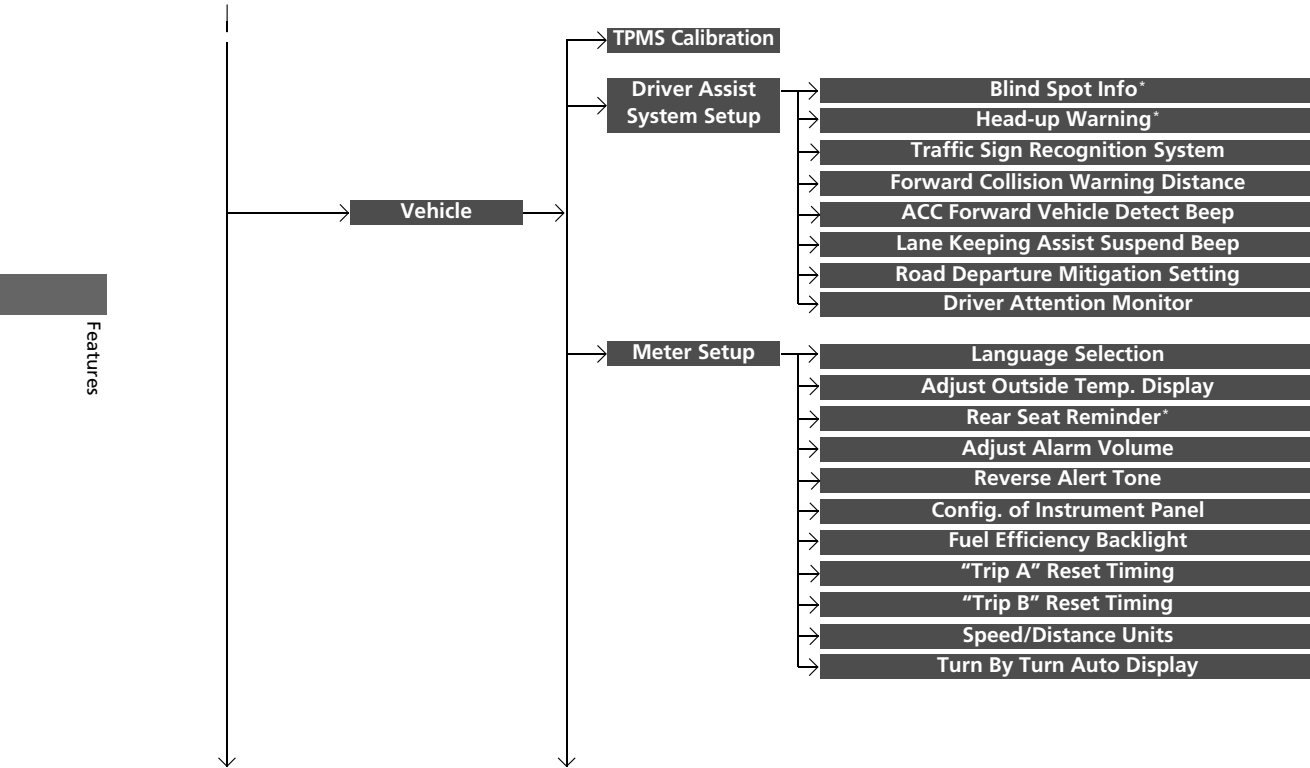 TPMS Calibration
Driver Assist
System Setup
Blind Spot Info*
Head-up Warning*
Traffic Sign Recognition System
Forward Collision Warning Distance
Vehicle
ACC Forward Vehicle Detect Beep
Lane Keeping Assist Suspend Beep
Road Departure Mitigation Setting
Driver Attention Monitor
Features
Meter Setup
Language Selection
Adjust Outside Temp. Display
Rear Seat Reminder*
Adjust Alarm Volume
Reverse Alert Tone
Config. of Instrument Panel
Fuel Efficiency Backlight
“Trip A” Reset Timing
“Trip B” Reset Timing
Speed/Distance Units
Turn By Turn Auto Display